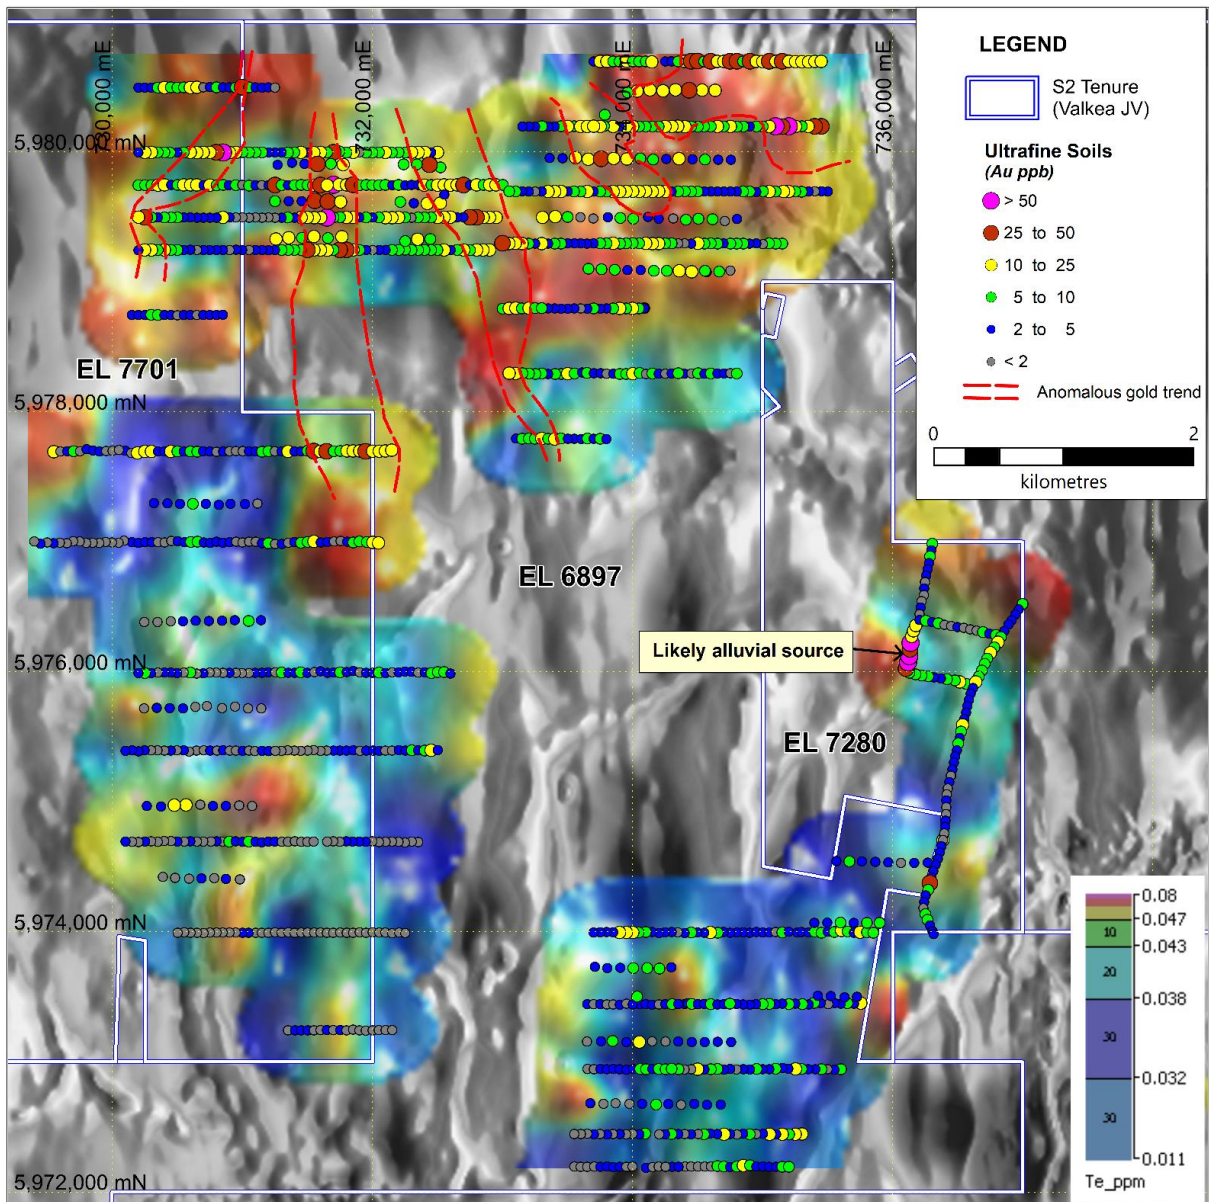 730,000 mE
732,000 mE
734,000 mE
736,000 mE
LEGEND
S2 Tenure
(Valkea JV)
Ultrafine Soils
(Au ppb)
> 50
25 to 50
10 to 25
5 to 10
2 to 5
< 2
Anomalous gold trend
0 2
kilometres
5,980,000 mN
EL 7701
5,978,000 mN
EL 6897
Likely alluvial source
5,976,000 mN
EL 7280
5,974,000 mN
5,972,000 mN
0.08
0.047
10
0.043
20
0.038
30
0.032
30
0.011
Te_ppm